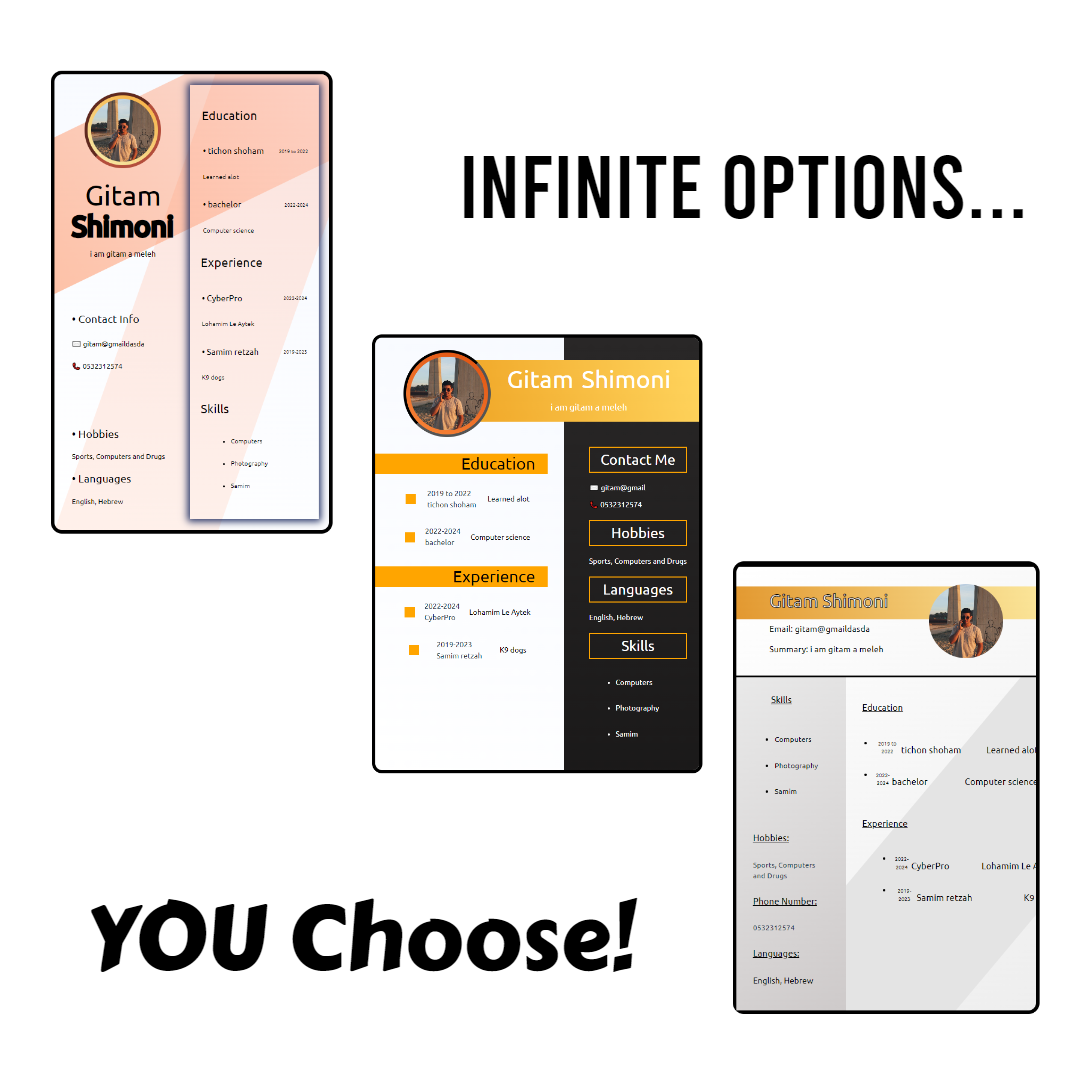 INFINITE OPTIONS...
Gitam
Shimoni
i am gitam a meleh
• Contact Info
gitam@gmaildasda
0532312574
• Hobbies
Sports, Computers and Drugs
• Languages
English, Hebrew
Education
• tichon shoham 2019 to 2022
Learned alot
• bachelor 2022-2024
Computer science
Experience
• CyberPro 2022-2024
Lohamim Le Aytek
• Samim retzah 2019-2023
K9 dogs
Skills
• Computers
• Photography
• Samim
Gitam Shimoni
i am gitam a meleh
Education
2019 to 2022
tichon shoham
Learned alot
2022-2024
bachelor
Computer science
Experience
2022-2024
CyberPro
Lohamim Le Aytek
2019-2023
Samim retzah
K9 dogs
Contact Me
gitam@gmail
0532312574
Hobbies
Sports, Computers and Drugs
Languages
English, Hebrew
Skills
• Computers
• Photography
• Samim
Gitam Shimoni
Email: gitam@gmaildasda
Summary: i am gitam a meleh
Skills
• Computers
• Photography
• Samim
Hobbies:
Sports, Computers
and Drugs
Phone Number:
0532312574
Languages:
English, Hebrew
Education
• 2019 to
2022
tichon shoham
Learned alot
• 2022-
2024
bachelor
Computer science
Experience
• 2022-
2024
CyberPro
Lohamim Le A
• 2019-
2023
Samim retzah
K9
YOU Choose!